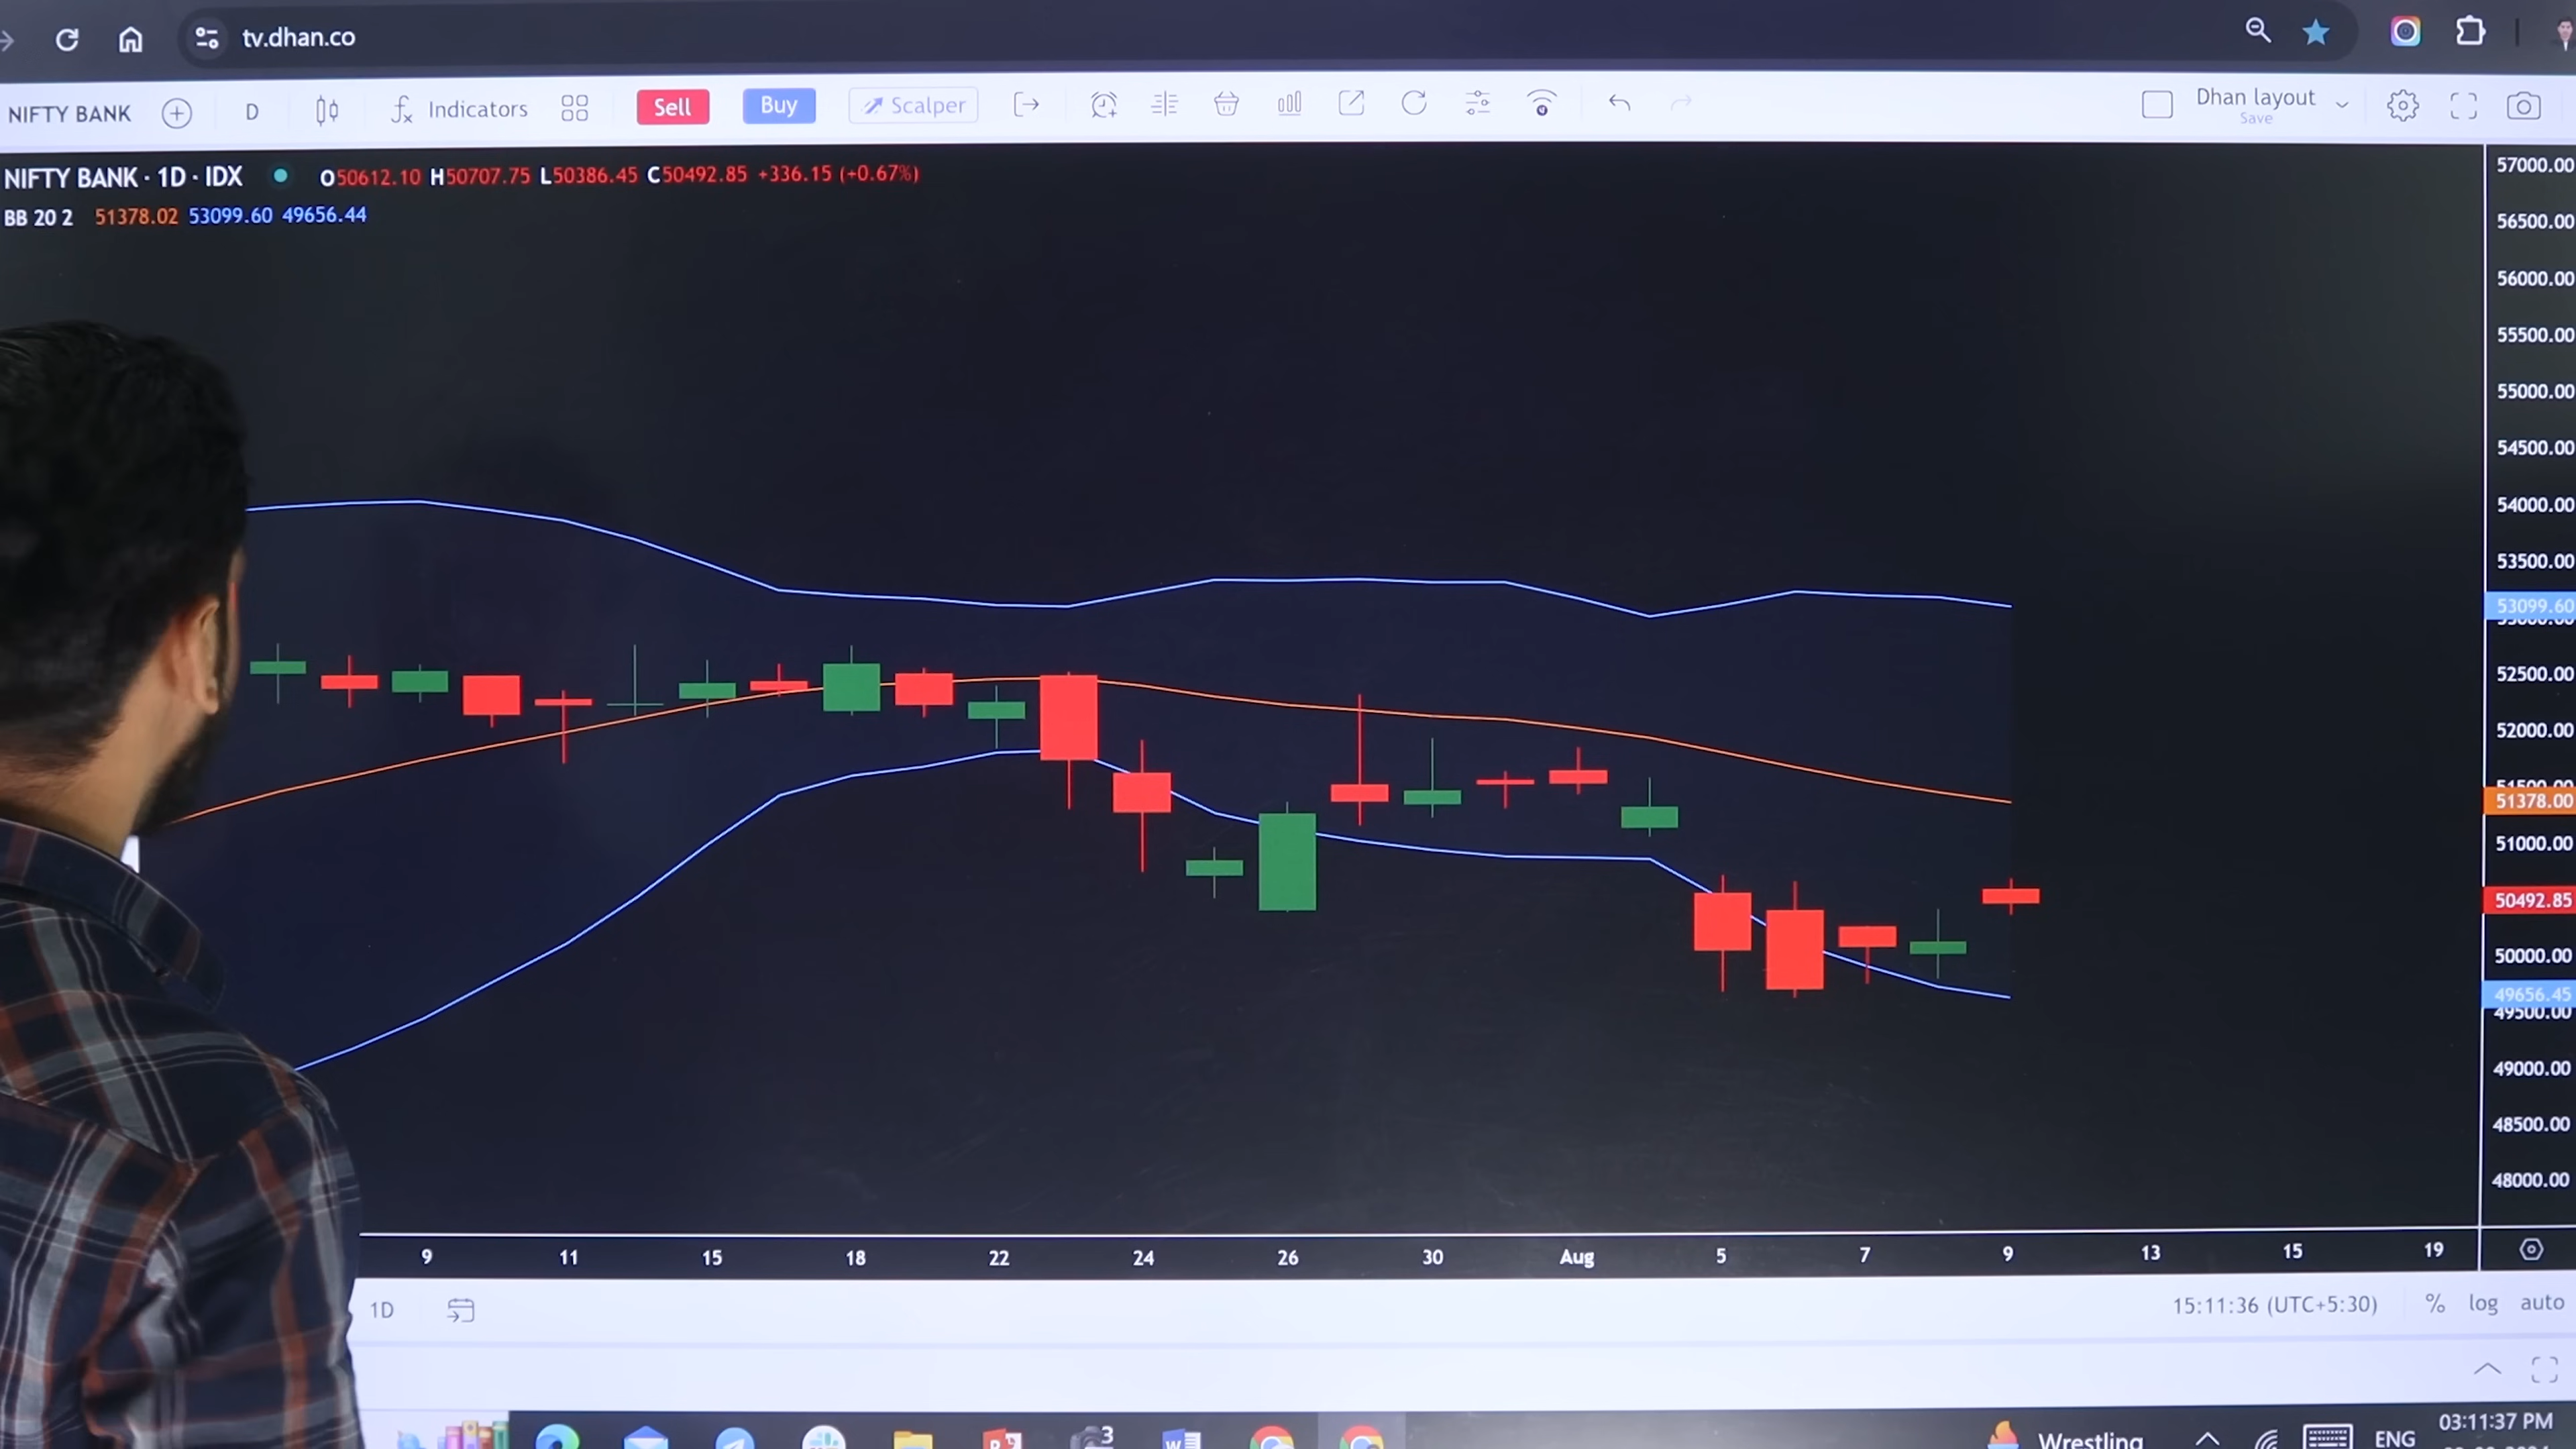 tv.dhan.co
NIFTY BANK D Indicators Sell Buy Scalper Dhan layout
Save
NIFTY BANK · 1D · IDX O50612.10 H50707.75 L50386.45 C50492.85 +336.15 (+0.67%)
BB 20 2 51378.02 53099.60 49656.44
57000.00
56500.00
56000.00
55500.00
55000.00
54500.00
54000.00
53500.00
53099.60
52500.00
52000.00
51378.00
51000.00
50492.85
50000.00
49656.45
49500.00
49000.00
48500.00
48000.00
9 11 15 18 22 24 26 30 Aug 5 7 9 13 15 19
1D 15:11:36 (UTC+5:30) % log auto
3 Wrestling ENG 03:11:37 PM